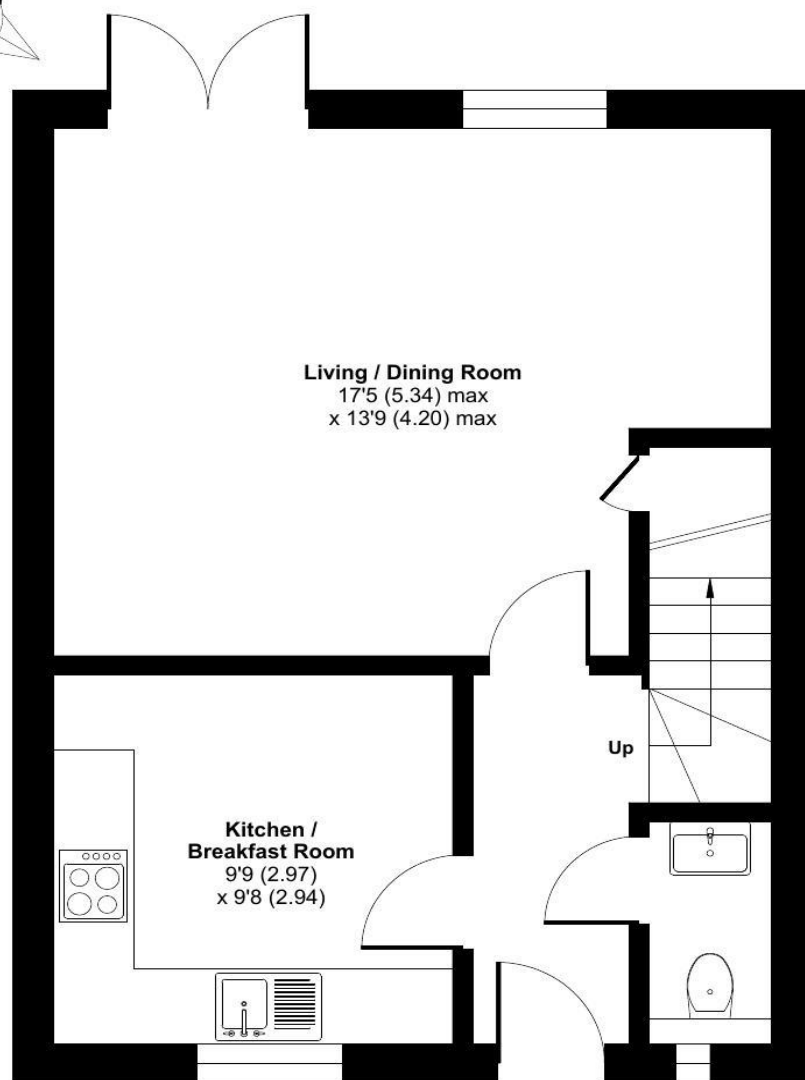 Living / Dining Room
17'5 (5.34) max
x 13'9 (4.20) max
Up
Kitchen /
Breakfast Room
9'9 (2.97)
x 9'8 (2.94)